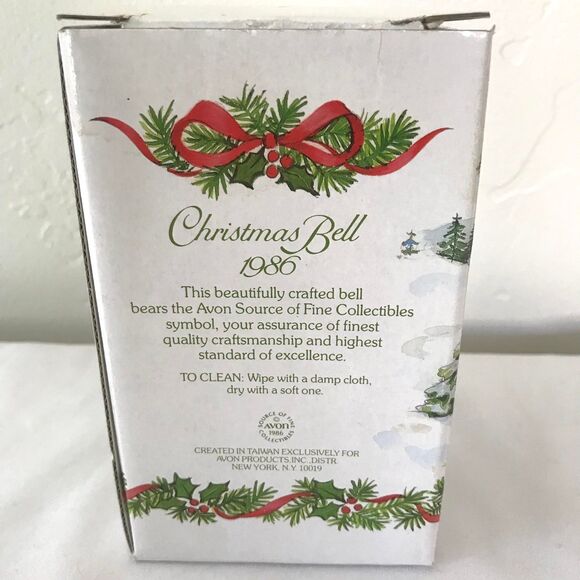 Christmas Bell
1986
This beautifully crafted bell
bears the Avon Source of Fine Collectibles
symbol, your assurance of finest
quality craftsmanship and highest
standard of excellence.
TO CLEAN: Wipe with a damp cloth,
dry with a soft one.
SOURCE OF FINE
AVON
1986
COLLECTIBLES
CREATED IN TAIWAN EXCLUSIVELY FOR
AVON PRODUCTS, INC., DISTR.
NEW YORK, N.Y. 10019